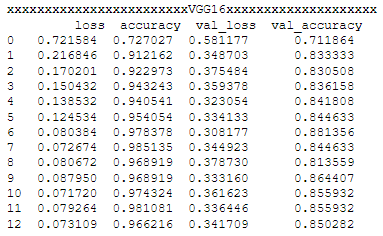 xxxxxxxxxxxxxxxxxxxxxxxxVGG16xxxxxxxxxxxxxxxxxxxx
loss accuracy val_loss val_accuracy
0 0.721584 0.727027 0.581177 0.711864
1 0.216846 0.912162 0.348703 0.833333
2 0.170201 0.922973 0.375484 0.830508
3 0.150432 0.943243 0.359378 0.836158
4 0.138532 0.940541 0.323054 0.841808
5 0.124534 0.954054 0.334133 0.844633
6 0.080384 0.978378 0.308177 0.881356
7 0.072674 0.985135 0.344923 0.844633
8 0.080672 0.968919 0.378730 0.813559
9 0.087950 0.968919 0.333160 0.864407
10 0.071720 0.974324 0.361623 0.855932
11 0.079264 0.981081 0.336446 0.855932
12 0.073109 0.966216 0.341709 0.850282